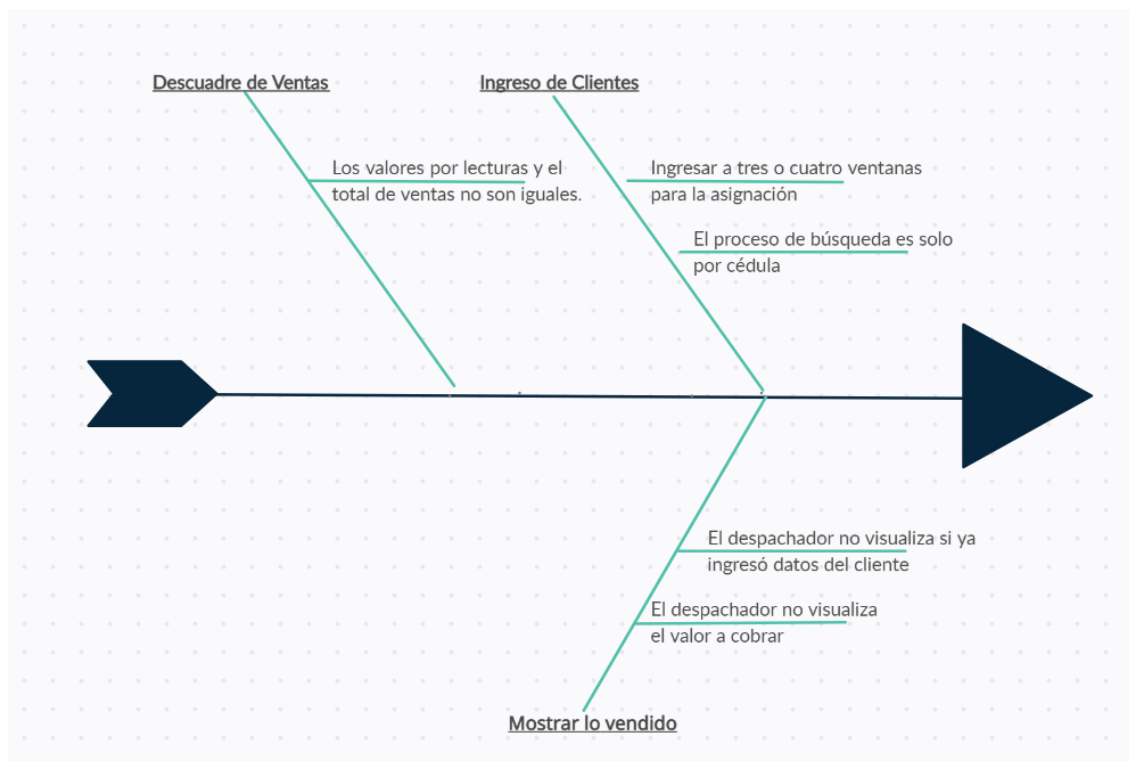 Descuadre de Ventas
Ingreso de Clientes
Los valores por lecturas y el
total de ventas no son iguales.
Ingresar a tres o cuatro ventanas
para la asignación
El proceso de búsqueda es solo
por cédula
El despachador no visualiza si ya
ingresó datos del cliente
El despachador no visualiza
el valor a cobrar
Mostrar lo vendido